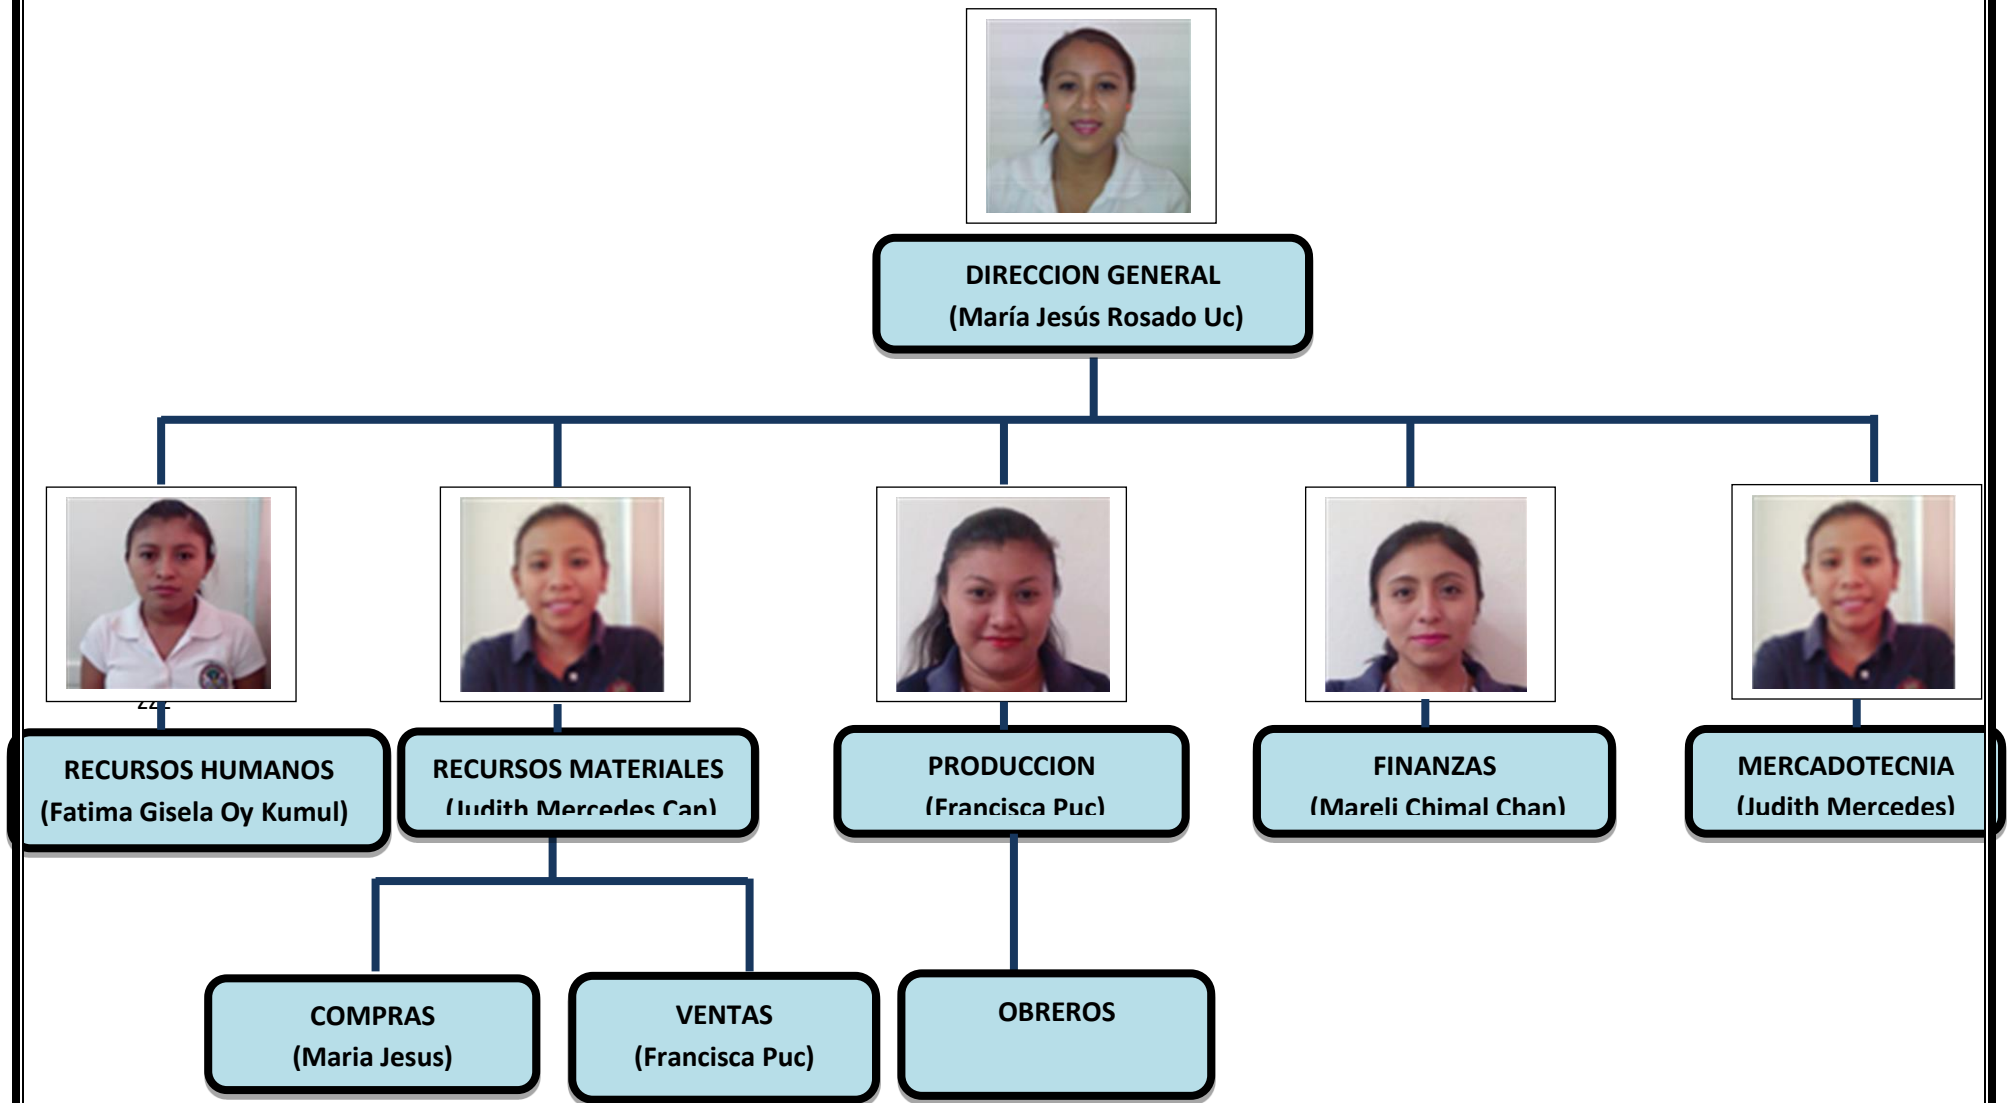 DIRECCION GENERAL
(María Jesús Rosado Uc)
RECURSOS HUMANOS
(Fatima Gisela Oy Kumul)
RECURSOS MATERIALES
(Judith Mercedes Can)
PRODUCCION
(Francisca Puc)
FINANZAS
(Mareli Chimal Chan)
MERCADOTECNIA
(Judith Mercedes)
COMPRAS
(Maria Jesus)
VENTAS
(Francisca Puc)
OBREROS